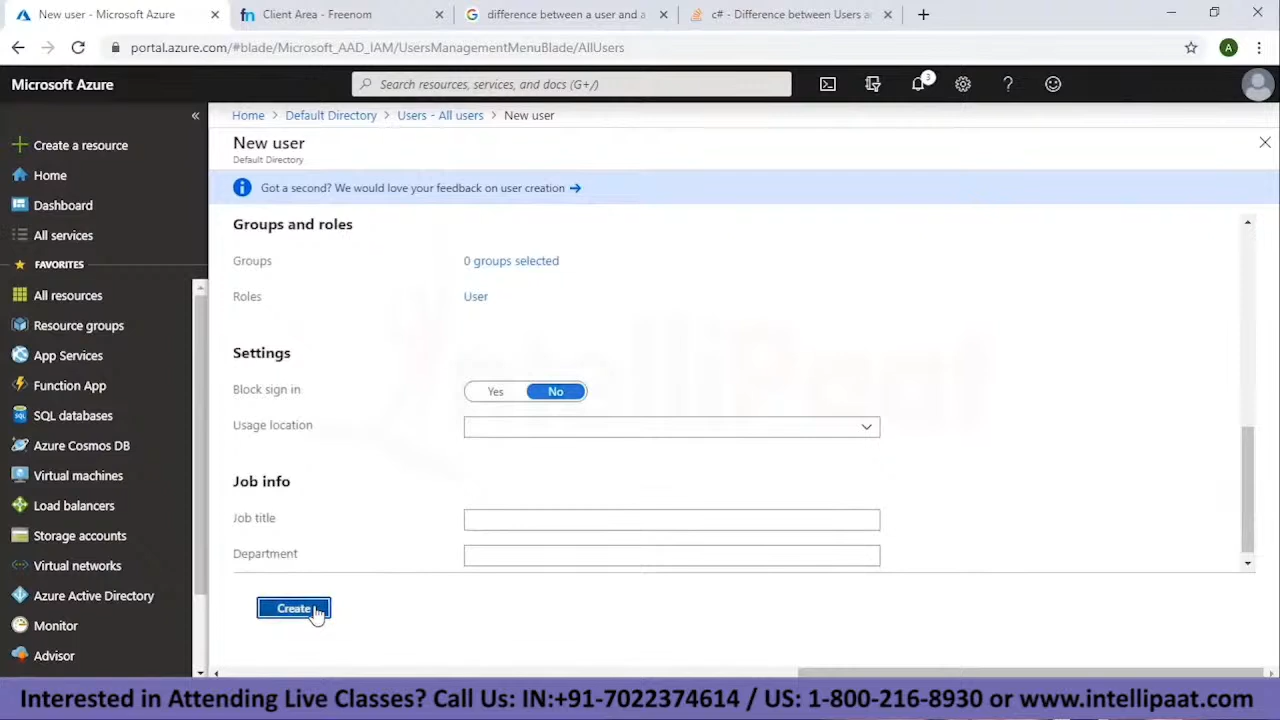 New user - Microsoft Azure
Client Area - Freenom
difference between a user and a
c# - Difference between Users a
portal.azure.com/#blade/Microsoft_AAD_IAM/UsersManagementMenuBlade/AllUsers
A
Microsoft Azure
Search resources, services, and docs (G+/)
3
Home > Default Directory > Users - All users > New user
New user
Default Directory
Got a second? We would love your feedback on user creation →
Create a resource
Home
Dashboard
All services
FAVORITES
All resources
Resource groups
App Services
Function App
SQL databases
Azure Cosmos DB
Virtual machines
Load balancers
Storage accounts
Virtual networks
Azure Active Directory
Monitor
Advisor
Groups and roles
Groups 0 groups selected
Roles User
Settings
Block sign in Yes No
Usage location
Job info
Job title
Department
Create
intelliPaat
Interested in Attending Live Classes? Call Us: IN:+91-7022374614 / US: 1-800-216-8930 or www.intellipaat.com